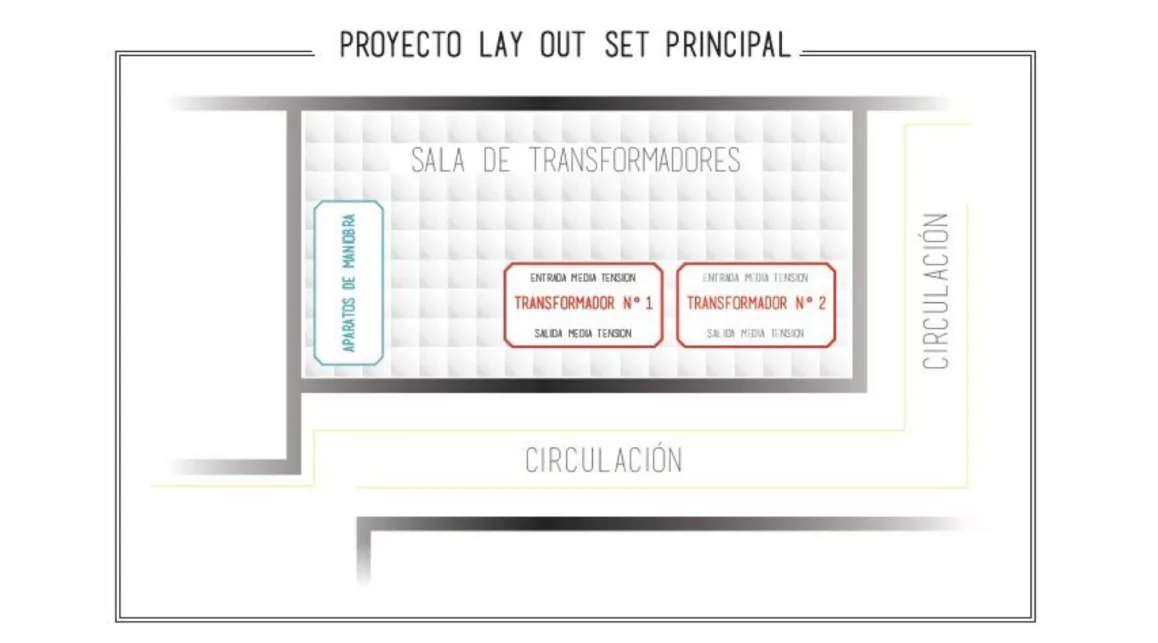 PROYECTO LAY OUT SET PRINCIPAL
SALA DE TRANSFORMADORES
APARATOS DE MANIOBRA
ENTRADA MEDIA TENSION
TRANSFORMADOR N° 1
SALIDA MEDIA TENSION
ENTRADA MEDIA TENSION
TRANSFORMADOR N° 2
SALIDA MEDIA TENSION
CIRCULACIÓN
CIRCULACIÓN